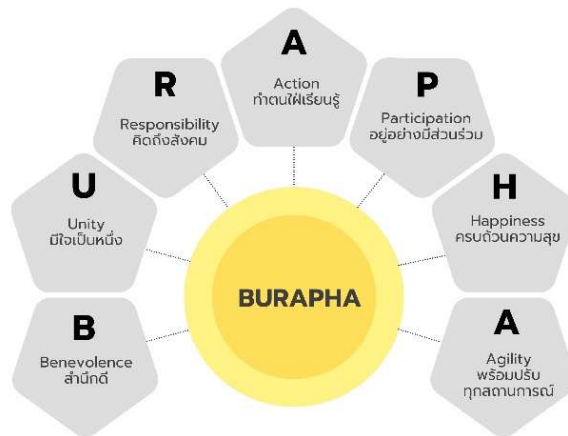 B
Benevolence
สำนึกดี
U
Unity
มีใจเป็นหนึ่ง
R
Responsibility
คิดถึงสังคม
A
Action
ทำตนใฝ่เรียนรู้
P
Participation
อยู่อย่างมีส่วนร่วม
H
Happiness
ครบถ้วนความสุข
A
Agility
พร้อมปรับ
ทุกสถานการณ์
BURAPHA